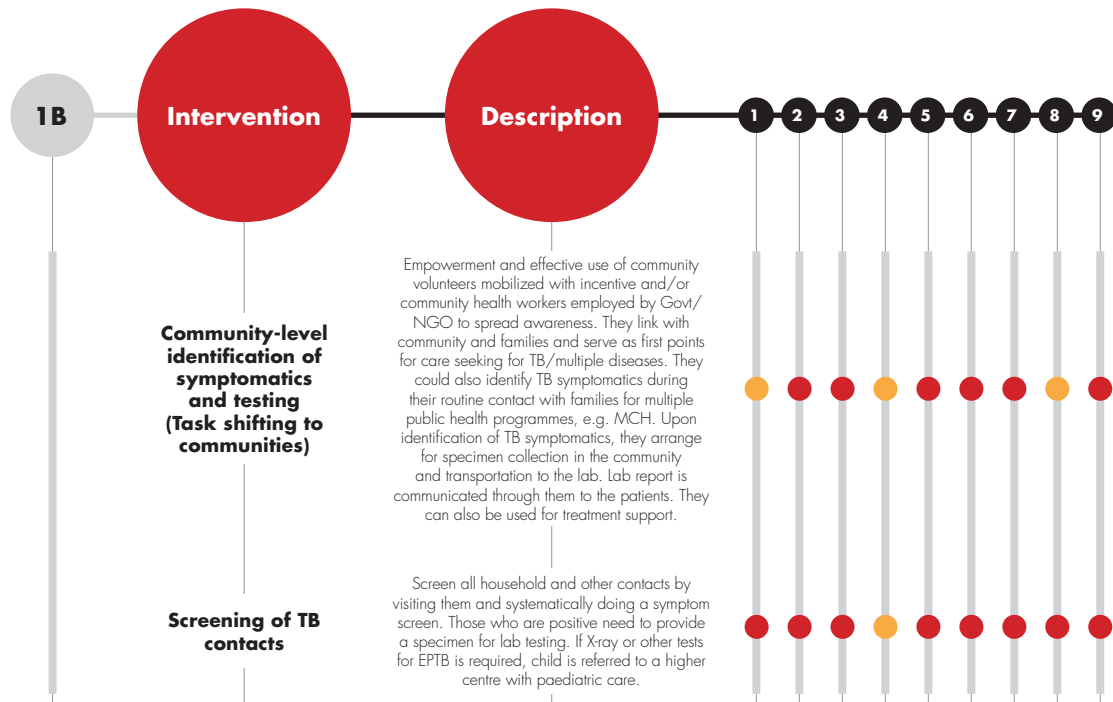 1B
Intervention
Description
1 2 3 4 5 6 7 8 9
Community-level
identification of
symptomatics
and testing
(Task shifting to
communities)
Empowerment and effective use of community
volunteers mobilized with incentive and/or
community health workers employed by Govt/
NGO to spread awareness. They link with
community and families and serve as first points
for care seeking for TB/multiple diseases. They
could also identify TB symptomatics during
their routine contact with families for multiple
public health programmes, e.g. MCH. Upon
identification of TB symptomatics, they arrange
for specimen collection in the community
and transportation to the lab. Lab report is
communicated through them to the patients. They
can also be used for treatment support.
Screening of TB
contacts
Screen all household and other contacts by
visiting them and systematically doing a symptom
screen. Those who are positive need to provide
a specimen for lab testing. If X-ray or other tests
for EPTB is required, child is referred to a higher
centre with paediatric care.